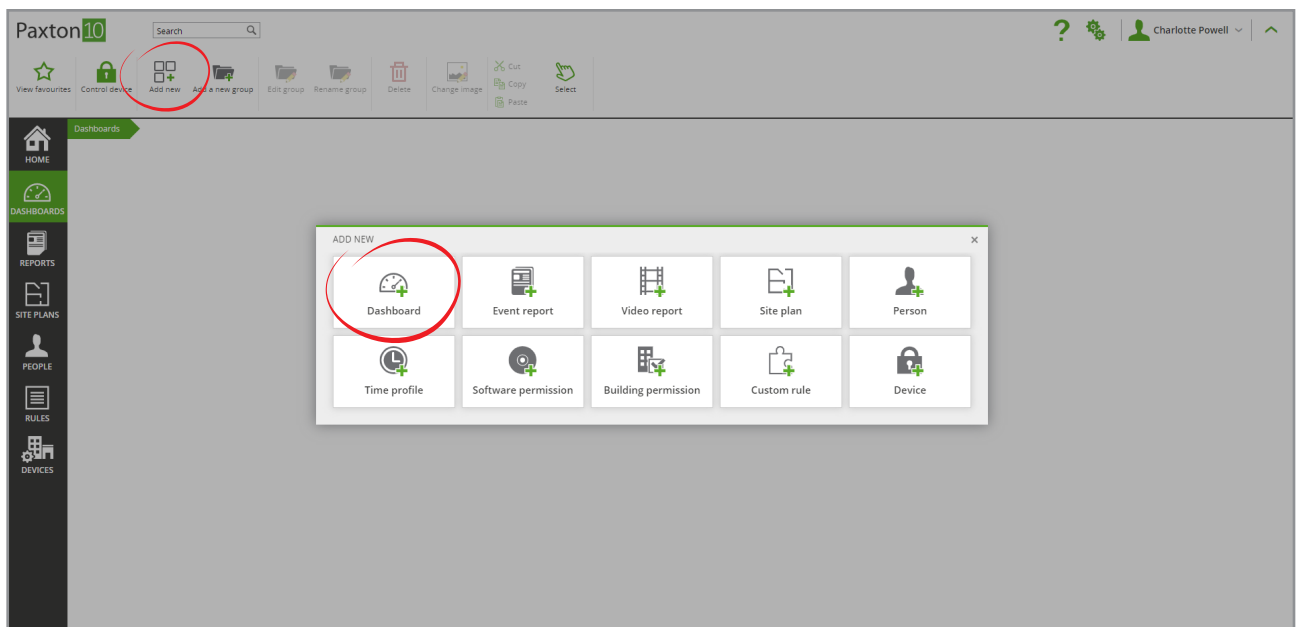 Paxton10
Search
Charlotte Powell
View favourites
Control device
Add new
Add a new group
Edit group
Rename group
Delete
Change image
Cut
Copy
Paste
Select
HOME
DASHBOARDS
REPORTS
SITE PLANS
PEOPLE
RULES
DEVICES
Dashboards
ADD NEW
Dashboard
Event report
Video report
Site plan
Person
Time profile
Software permission
Building permission
Custom rule
Device